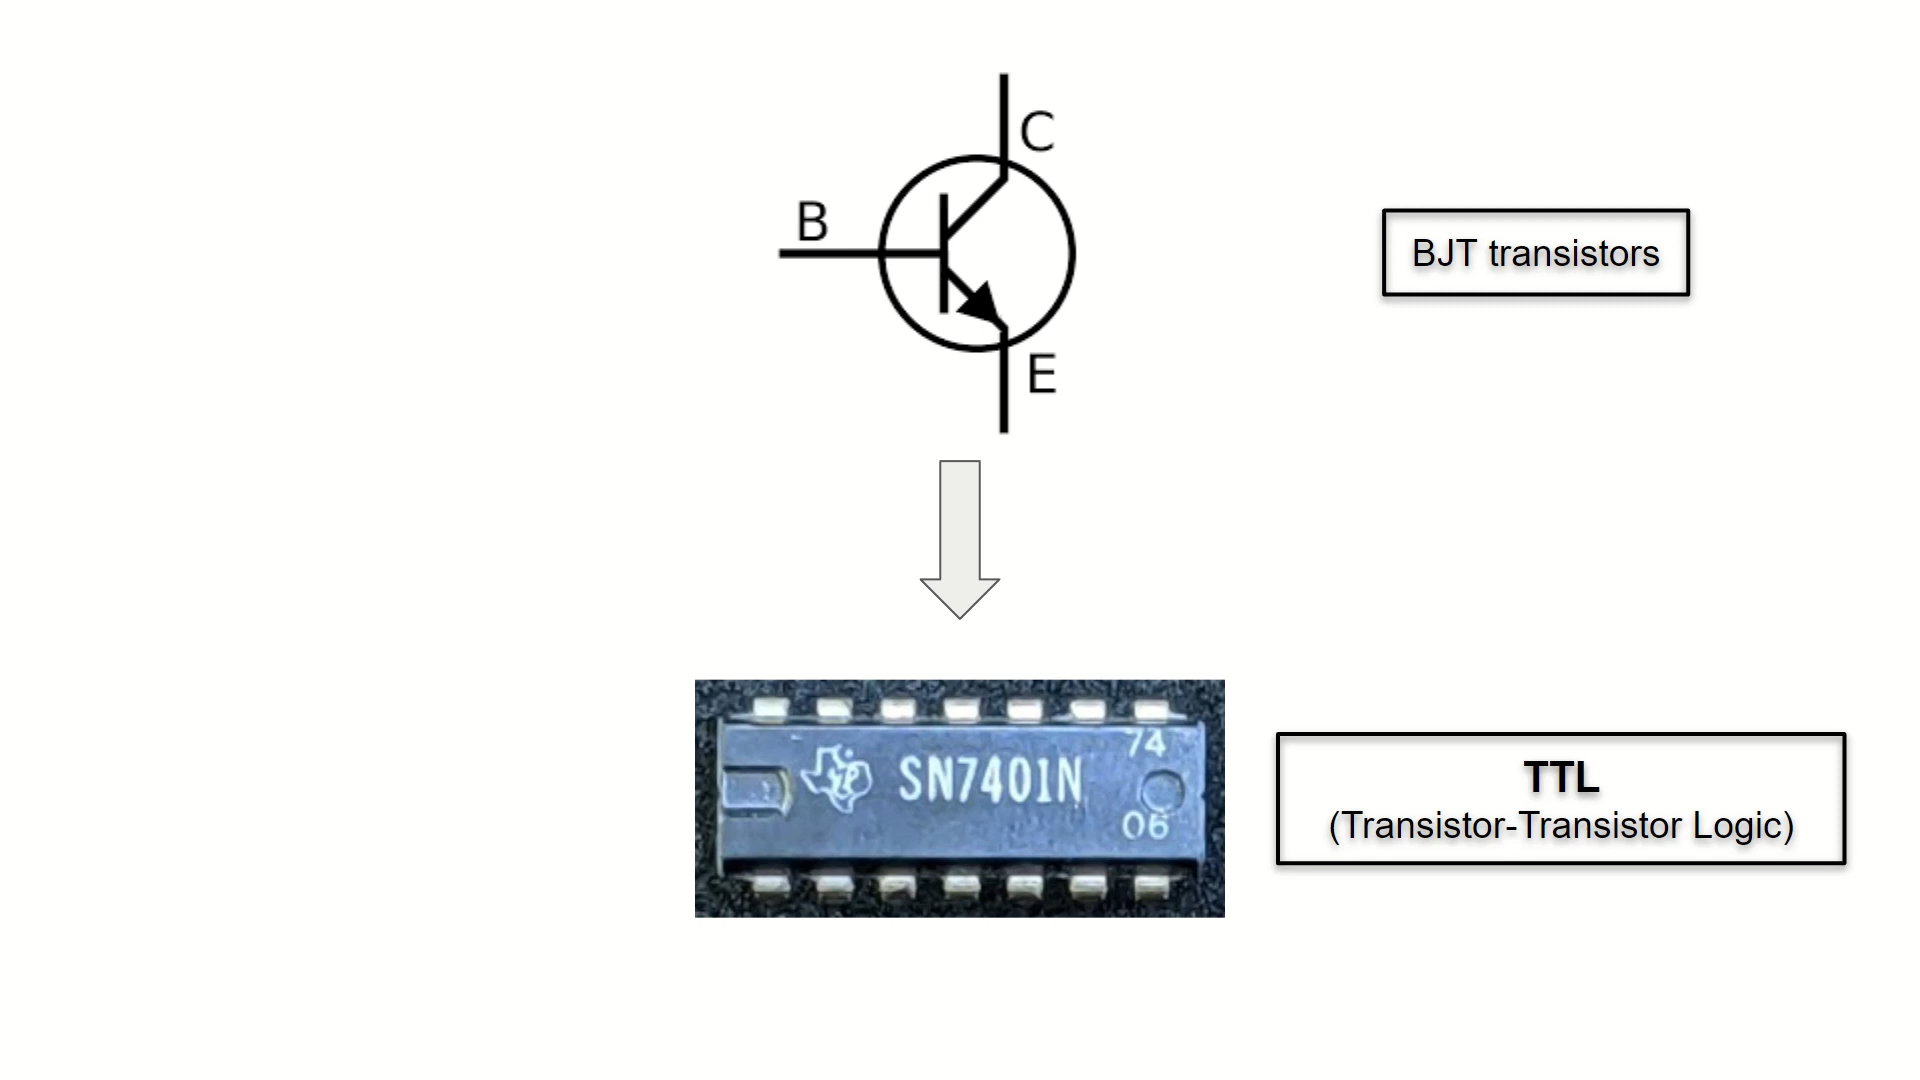 C
B
BJT transistors
E
74
SN7401N
06
TTL
(Transistor-Transistor Logic)